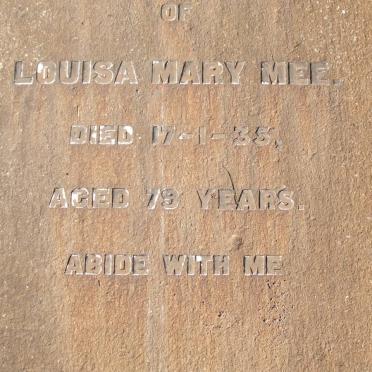 OF
LOUISA MARY MEE.
DIED. 17-1-35,
AGED 79 YEARS.
ABIDE WITH ME